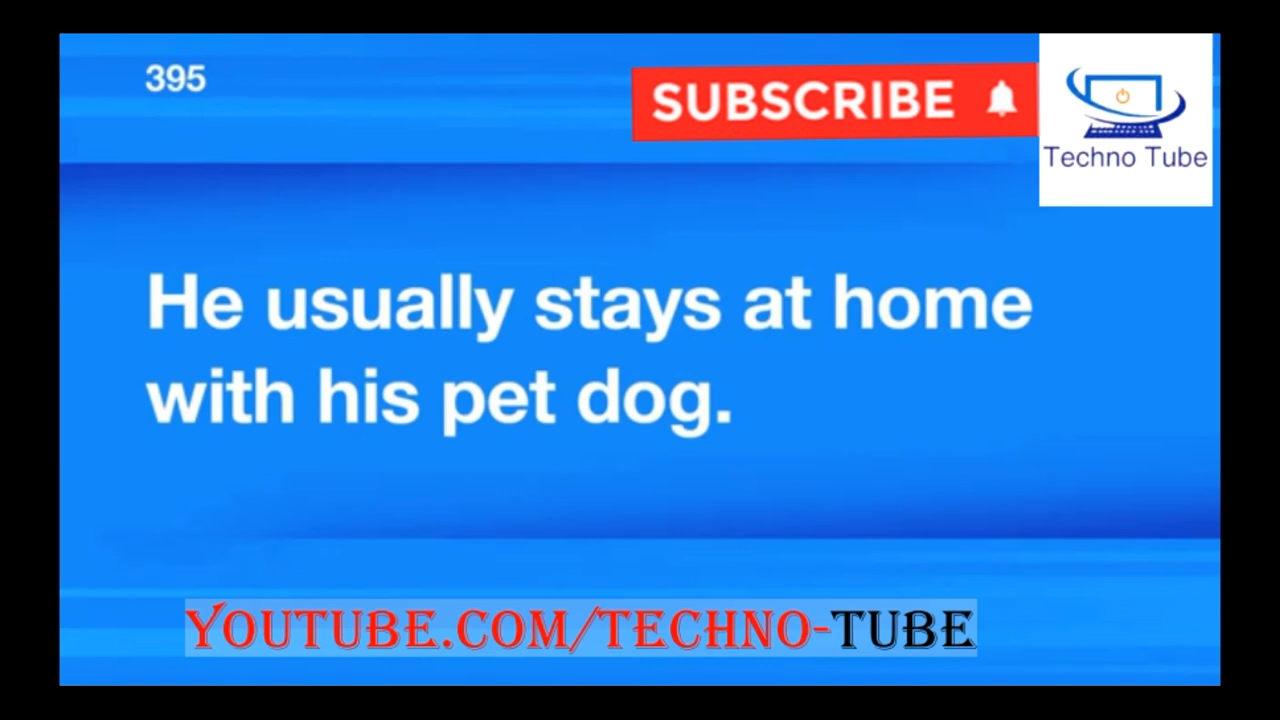 395
SUBSCRIBE
Techno Tube
He usually stays at home
with his pet dog.
YOUTUBE.COM/TECHNO-TUBE